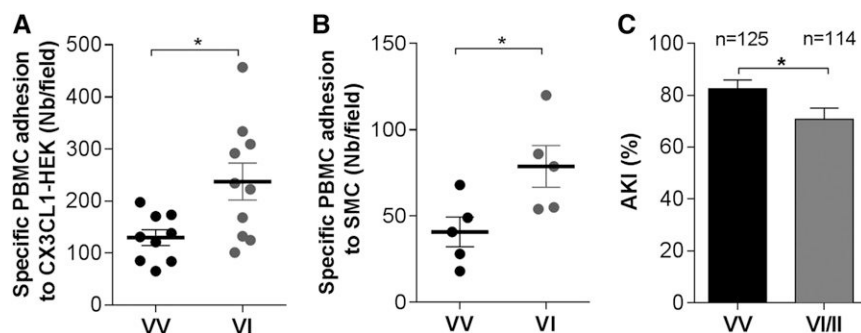 A
Specific PBMC adhesion
to CX3CL1-HEK (Nb/field)
500
400
300
200
100
0
*
VV VI
B
Specific PBMC adhesion
to SMC (Nb/field)
150
100
50
0
*
VV VI
C
AKI (%)
100
80
60
40
20
0
n=125 n=114
*
VV VI/II